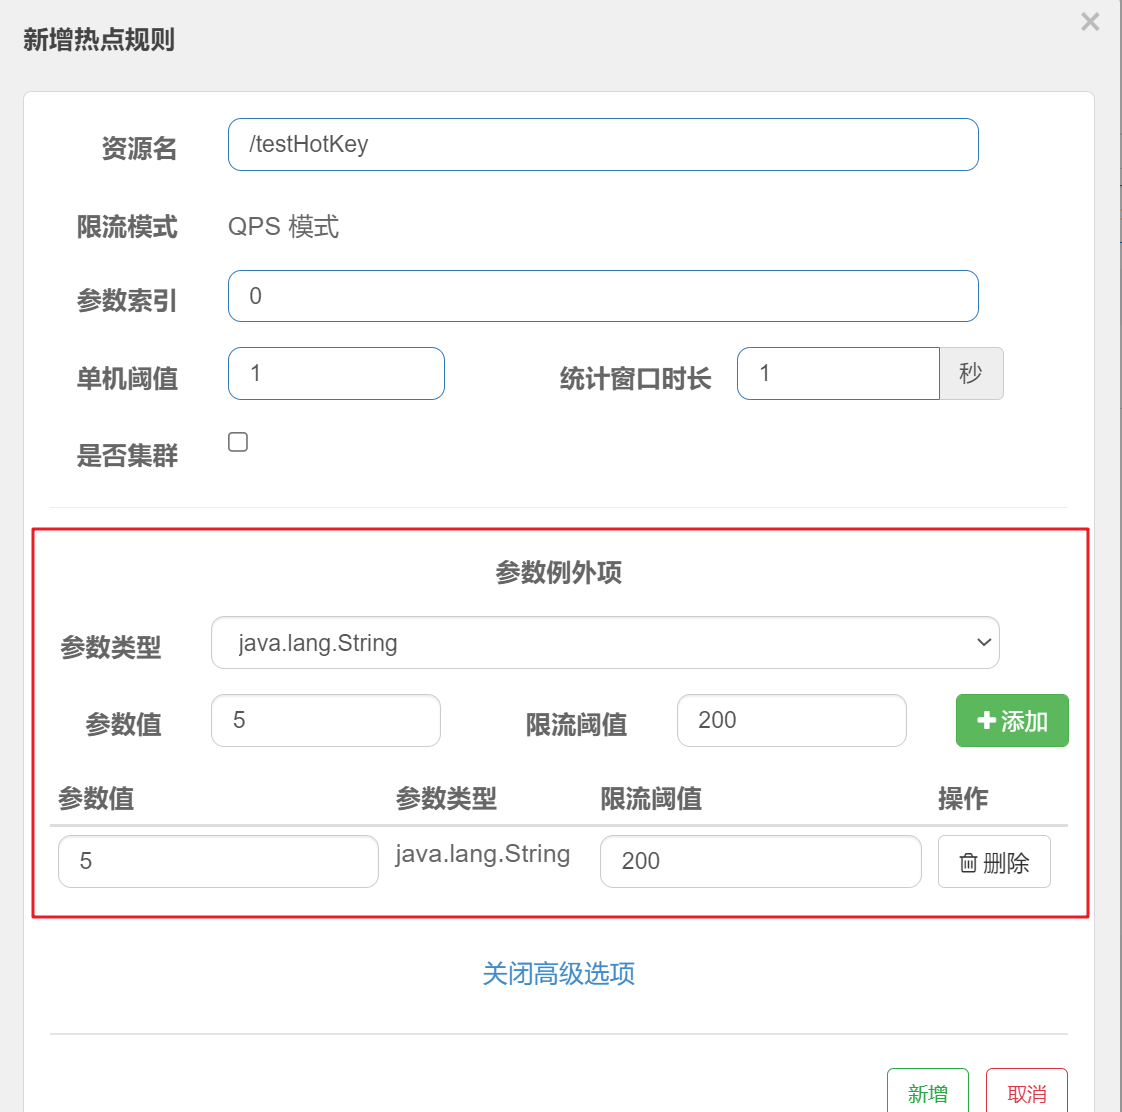 新增热点规则
×
资源名 /testHotKey
限流模式 QPS 模式
参数索引 0
单机阈值 1 统计窗口时长 1 秒
是否集群
参数例外项
参数类型 java.lang.String
参数值 5 限流阈值 200 添加
参数值 参数类型 限流阈值 操作
5 java.lang.String 200 删除
关闭高级选项
新增 取消